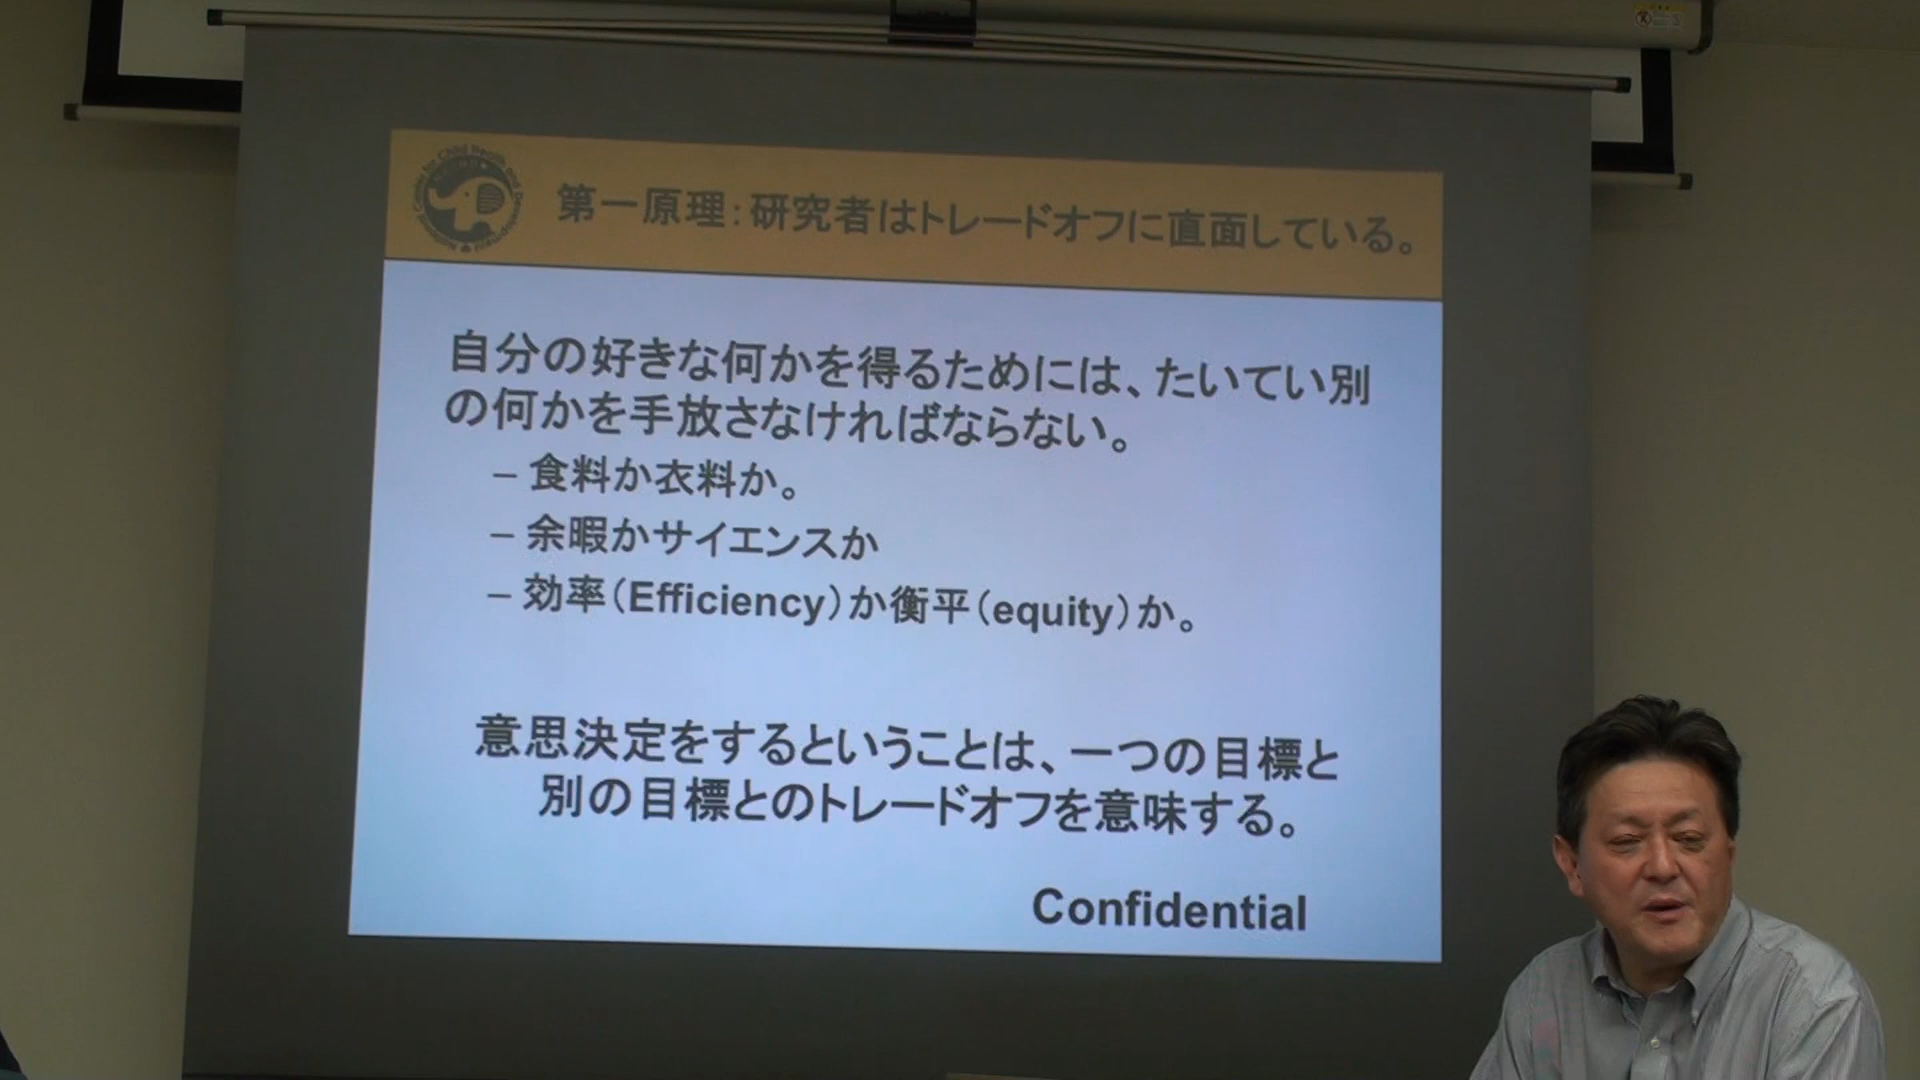 第一原理：研究者はトレードオフに直面している。
自分の好きな何かを得るためには、たいてい別
の何かを手放さなければならない。
– 食料か衣料か。
– 余暇かサイエンスか
– 効率（Efficiency）か衡平（equity）か。
意思決定をするということは、一つの目標と
別の目標とのトレードオフを意味する。
Confidential